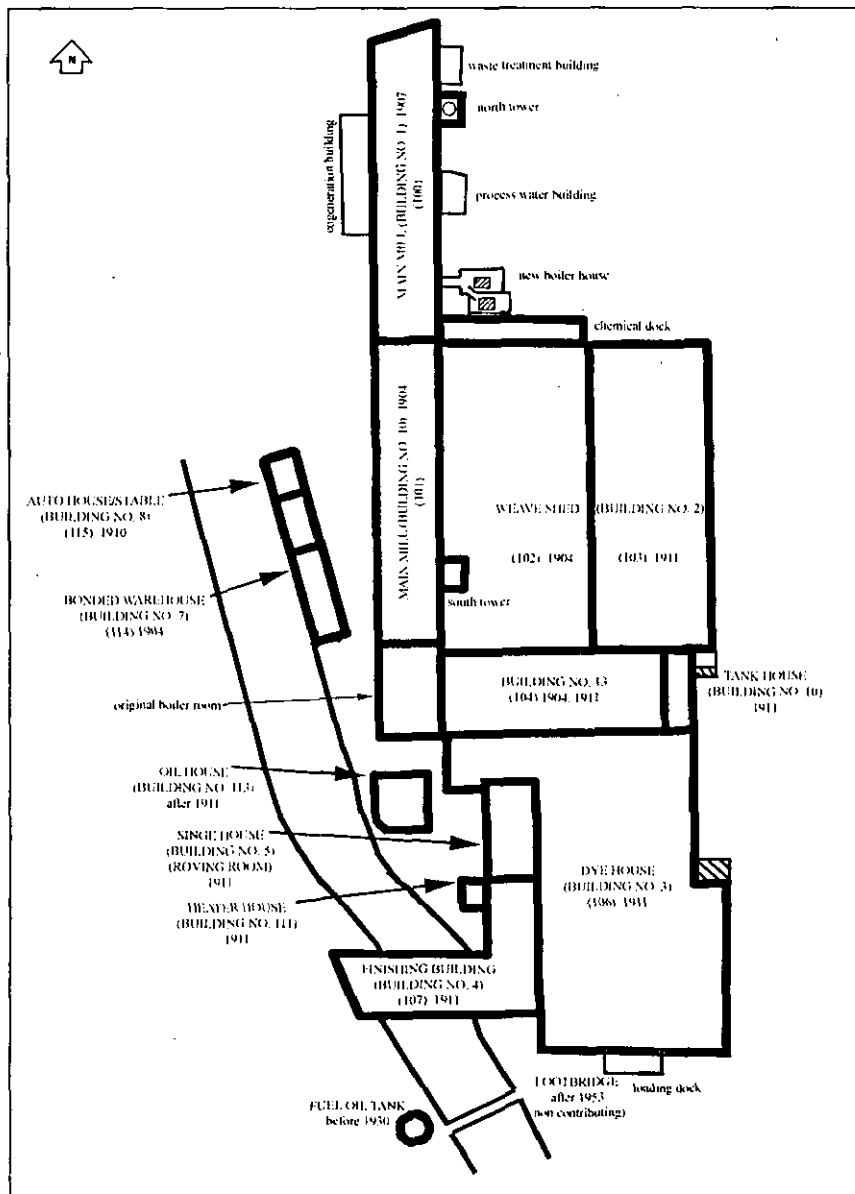 N
waste treatment building
north tower
cogeneration building
MAIN MILL (BUILDING NO. 1) 1907
(100)
process water building
new boiler house
chemical dock
MAIN MILL (BUILDING NO. 10) 1904
(101)
AUTO HOUSE/STABLE
(BUILDING NO. 8)
(115) 1910
WEAVE SHED
(BUILDING NO. 2)
(102) 1904
(103) 1911
BONDED WAREHOUSE
(BUILDING NO. 7)
(114) 1904
south tower
original boiler room
BUILDING NO. 13
(104) 1904, 1912
TANK HOUSE
(BUILDING NO. 10)
1911
OIL HOUSE
(BUILDING NO. 113)
after 1911
SINGE HOUSE
(BUILDING NO. 5)
(ROVING ROOM)
1911
HEATER HOUSE
(BUILDING NO. 111)
1911
DYE HOUSE
(BUILDING NO. 3)
(106) 1911
FINISHING BUILDING
(BUILDING NO. 4)
(107) 1911
FOOTBRIDGE
after 1953
non contributing)
loading dock
FUEL OIL TANK
before 1930